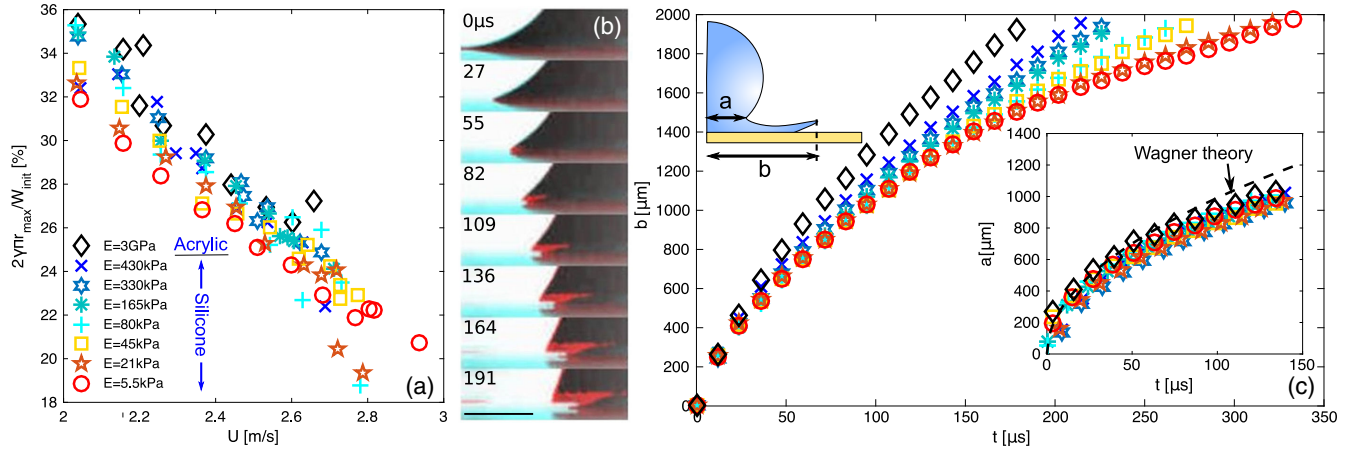 2γπr_max/W_init [%]
36
34
32
30
28
26
24
22
20
18
2
2.2
2.4
2.6
2.8
3
U [m/s]
E=3GPa
E=430kPa
E=330kPa
E=165kPa
E=80kPa
E=45kPa
E=21kPa
E=5.5kPa
Acrylic
Silicone
(a)
(b)
0μs
27
55
82
109
136
164
191
b [μm]
2000
1800
1600
1400
1200
1000
800
600
400
200
0
0
50
100
150
200
250
300
350
t [μs]
a
b
Wagner theory
a [μm]
1400
1200
1000
800
600
400
200
0
0
50
100
150
t [μs]
(c)